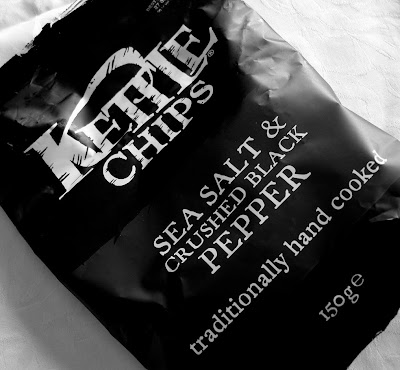 KETTLE®
CHIPS
SEA SALT &
CRUSHED BLACK
PEPPER
traditionally hand cooked
150g℮